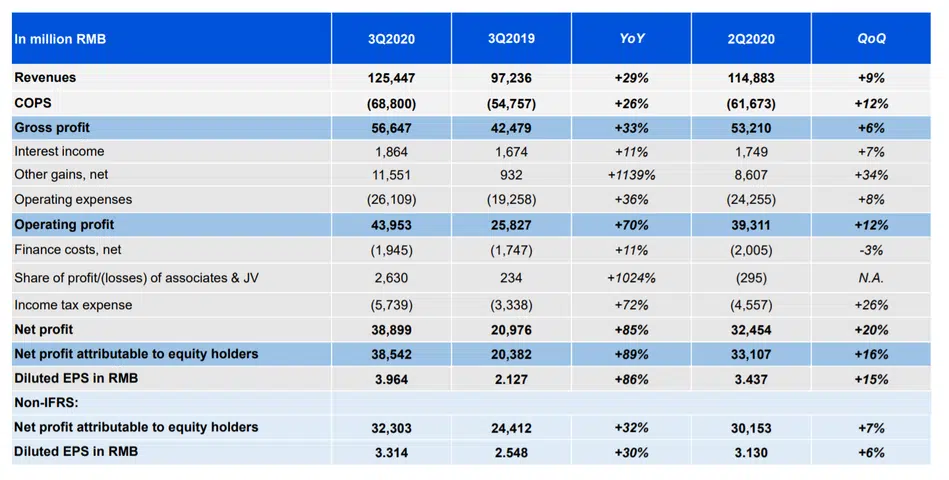 In million RMB 3Q2020 3Q2019 YoY 2Q2020 QoQ
Revenues 125,447 97,236 +29% 114,883 +9%
COPS (68,800) (54,757) +26% (61,673) +12%
Gross profit 56,647 42,479 +33% 53,210 +6%
Interest income 1,864 1,674 +11% 1,749 +7%
Other gains, net 11,551 932 +1139% 8,607 +34%
Operating expenses (26,109) (19,258) +36% (24,255) +8%
Operating profit 43,953 25,827 +70% 39,311 +12%
Finance costs, net (1,945) (1,747) +11% (2,005) -3%
Share of profit/(losses) of associates & JV 2,630 234 +1024% (295) N.A.
Income tax expense (5,739) (3,338) +72% (4,557) +26%
Net profit 38,899 20,976 +85% 32,454 +20%
Net profit attributable to equity holders 38,542 20,382 +89% 33,107 +16%
Diluted EPS in RMB 3.964 2.127 +86% 3.437 +15%
Non-IFRS:
Net profit attributable to equity holders 32,303 24,412 +32% 30,153 +7%
Diluted EPS in RMB 3.314 2.548 +30% 3.130 +6%